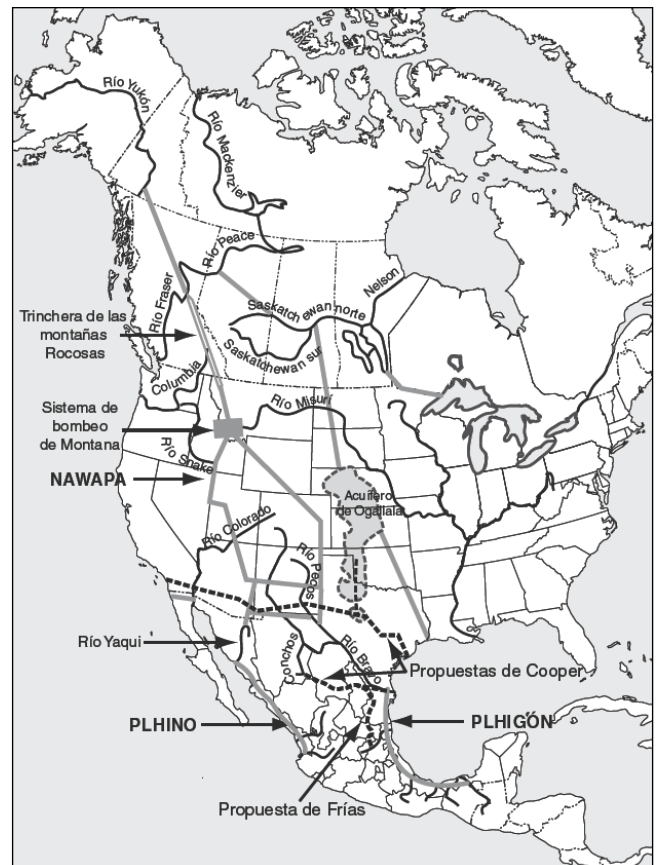 Río Yukón
Río Mackenzier
Río Peace
Río Fraser
Saskatchewan norte
Nelson
Trinchera de las
montañas
Rocosas
Saskatchewan sur
Columbia
Río Misurí
Sistema de
bombeo
de Montana
Río Snake
NAWAPA
Acuífero
de Ogallala
Río Colorado
Río Pecos
Río Yaqui
Conchos
Río Bravo
Propuestas de Cooper
PLHINO
PLHIGÓN
Propuesta de Frías